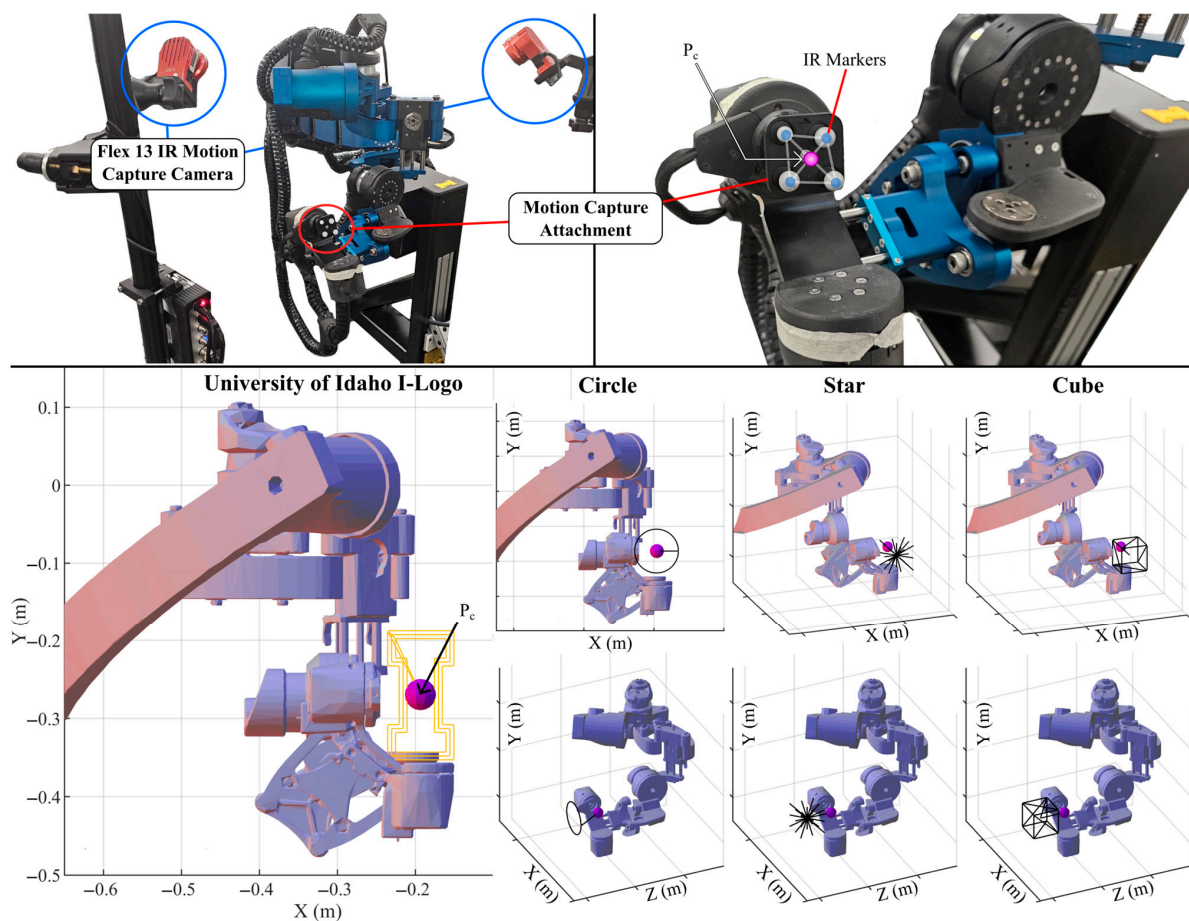 Flex 13 IR Motion
Capture Camera
Motion Capture
Attachment
P_c
IR Markers
University of Idaho I-Logo
Circle
Star
Cube
0.1
0
−0.1
−0.2
−0.3
−0.4
−0.5
Y (m)
−0.6
−0.5
−0.4
−0.3
−0.2
X (m)
P_c
Y (m)
X (m)
Y (m)
X (m)
Y (m)
X (m)
Y (m)
X (m)
Z (m)
Y (m)
X (m)
Z (m)
Y (m)
X (m)
Z (m)